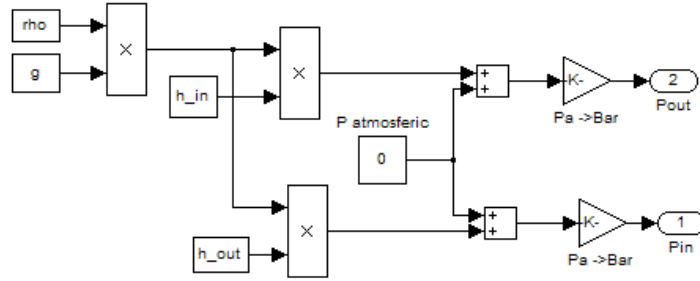 rho
g
×
h_in
×
P atmosferic
0
+
+
-K-
Pa ->Bar
2
Pout
h_out
×
+
+
-K-
Pa ->Bar
1
Pin